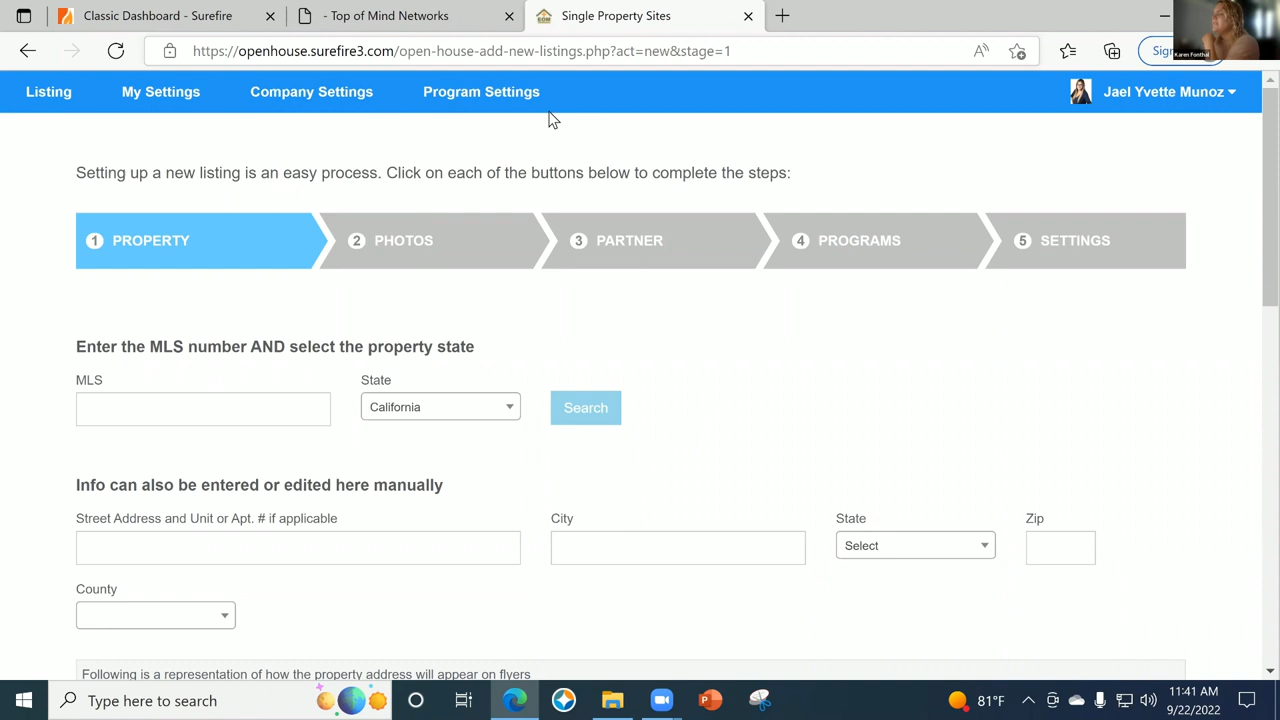 Classic Dashboard - Surefire
- Top of Mind Networks
Single Property Sites
Karen Fonthal
https://openhouse.surefire3.com/open-house-add-new-listings.php?act=new&stage=1
Sign
Listing
My Settings
Company Settings
Program Settings
Jael Yvette Munoz
Setting up a new listing is an easy process. Click on each of the buttons below to complete the steps:
1 PROPERTY
2 PHOTOS
3 PARTNER
4 PROGRAMS
5 SETTINGS
Enter the MLS number AND select the property state
MLS
State
California
Search
Info can also be entered or edited here manually
Street Address and Unit or Apt. # if applicable
City
State
Zip
Select
County
Following is a representation of how the property address will appear on flyers
Type here to search
81°F
11:41 AM
9/22/2022